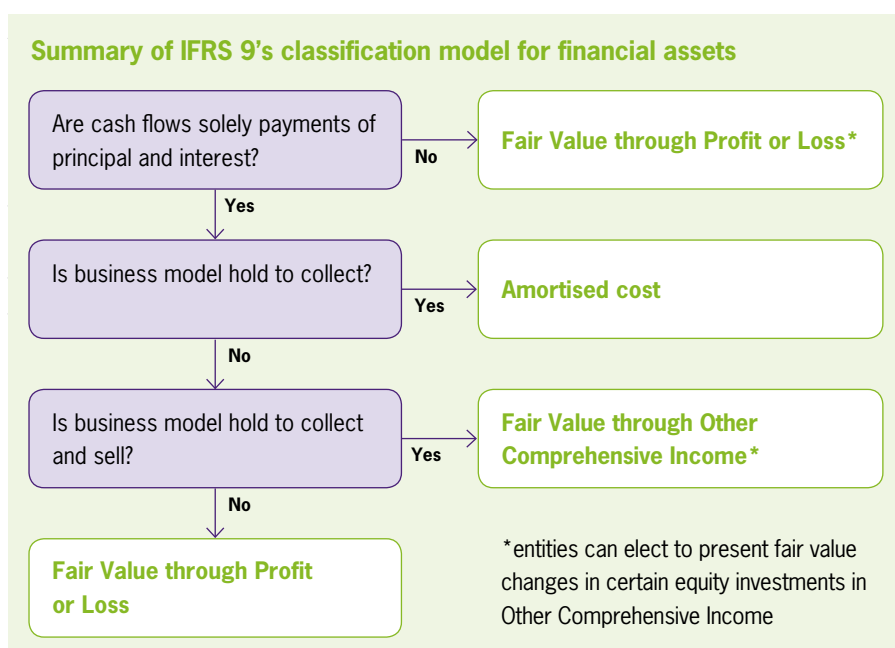 Summary of IFRS 9's classification model for financial assets
Are cash flows solely payments of
principal and interest?
No
Fair Value through Profit or Loss*
Yes
Is business model hold to collect?
Yes
Amortised cost
No
Is business model hold to collect
and sell?
Yes
Fair Value through Other
Comprehensive Income*
No
Fair Value through Profit
or Loss
*entities can elect to present fair value
changes in certain equity investments in
Other Comprehensive Income